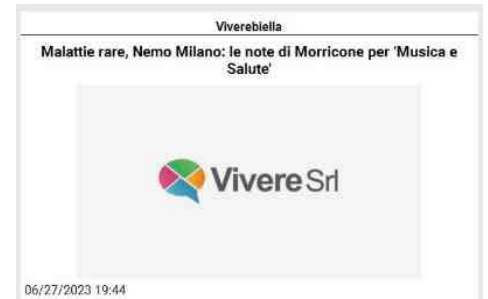 Viverebiella
Malattie rare, Nemo Milano: le note di Morricone per 'Musica e
Salute'
Vivere Srl
06/27/2023 19:44